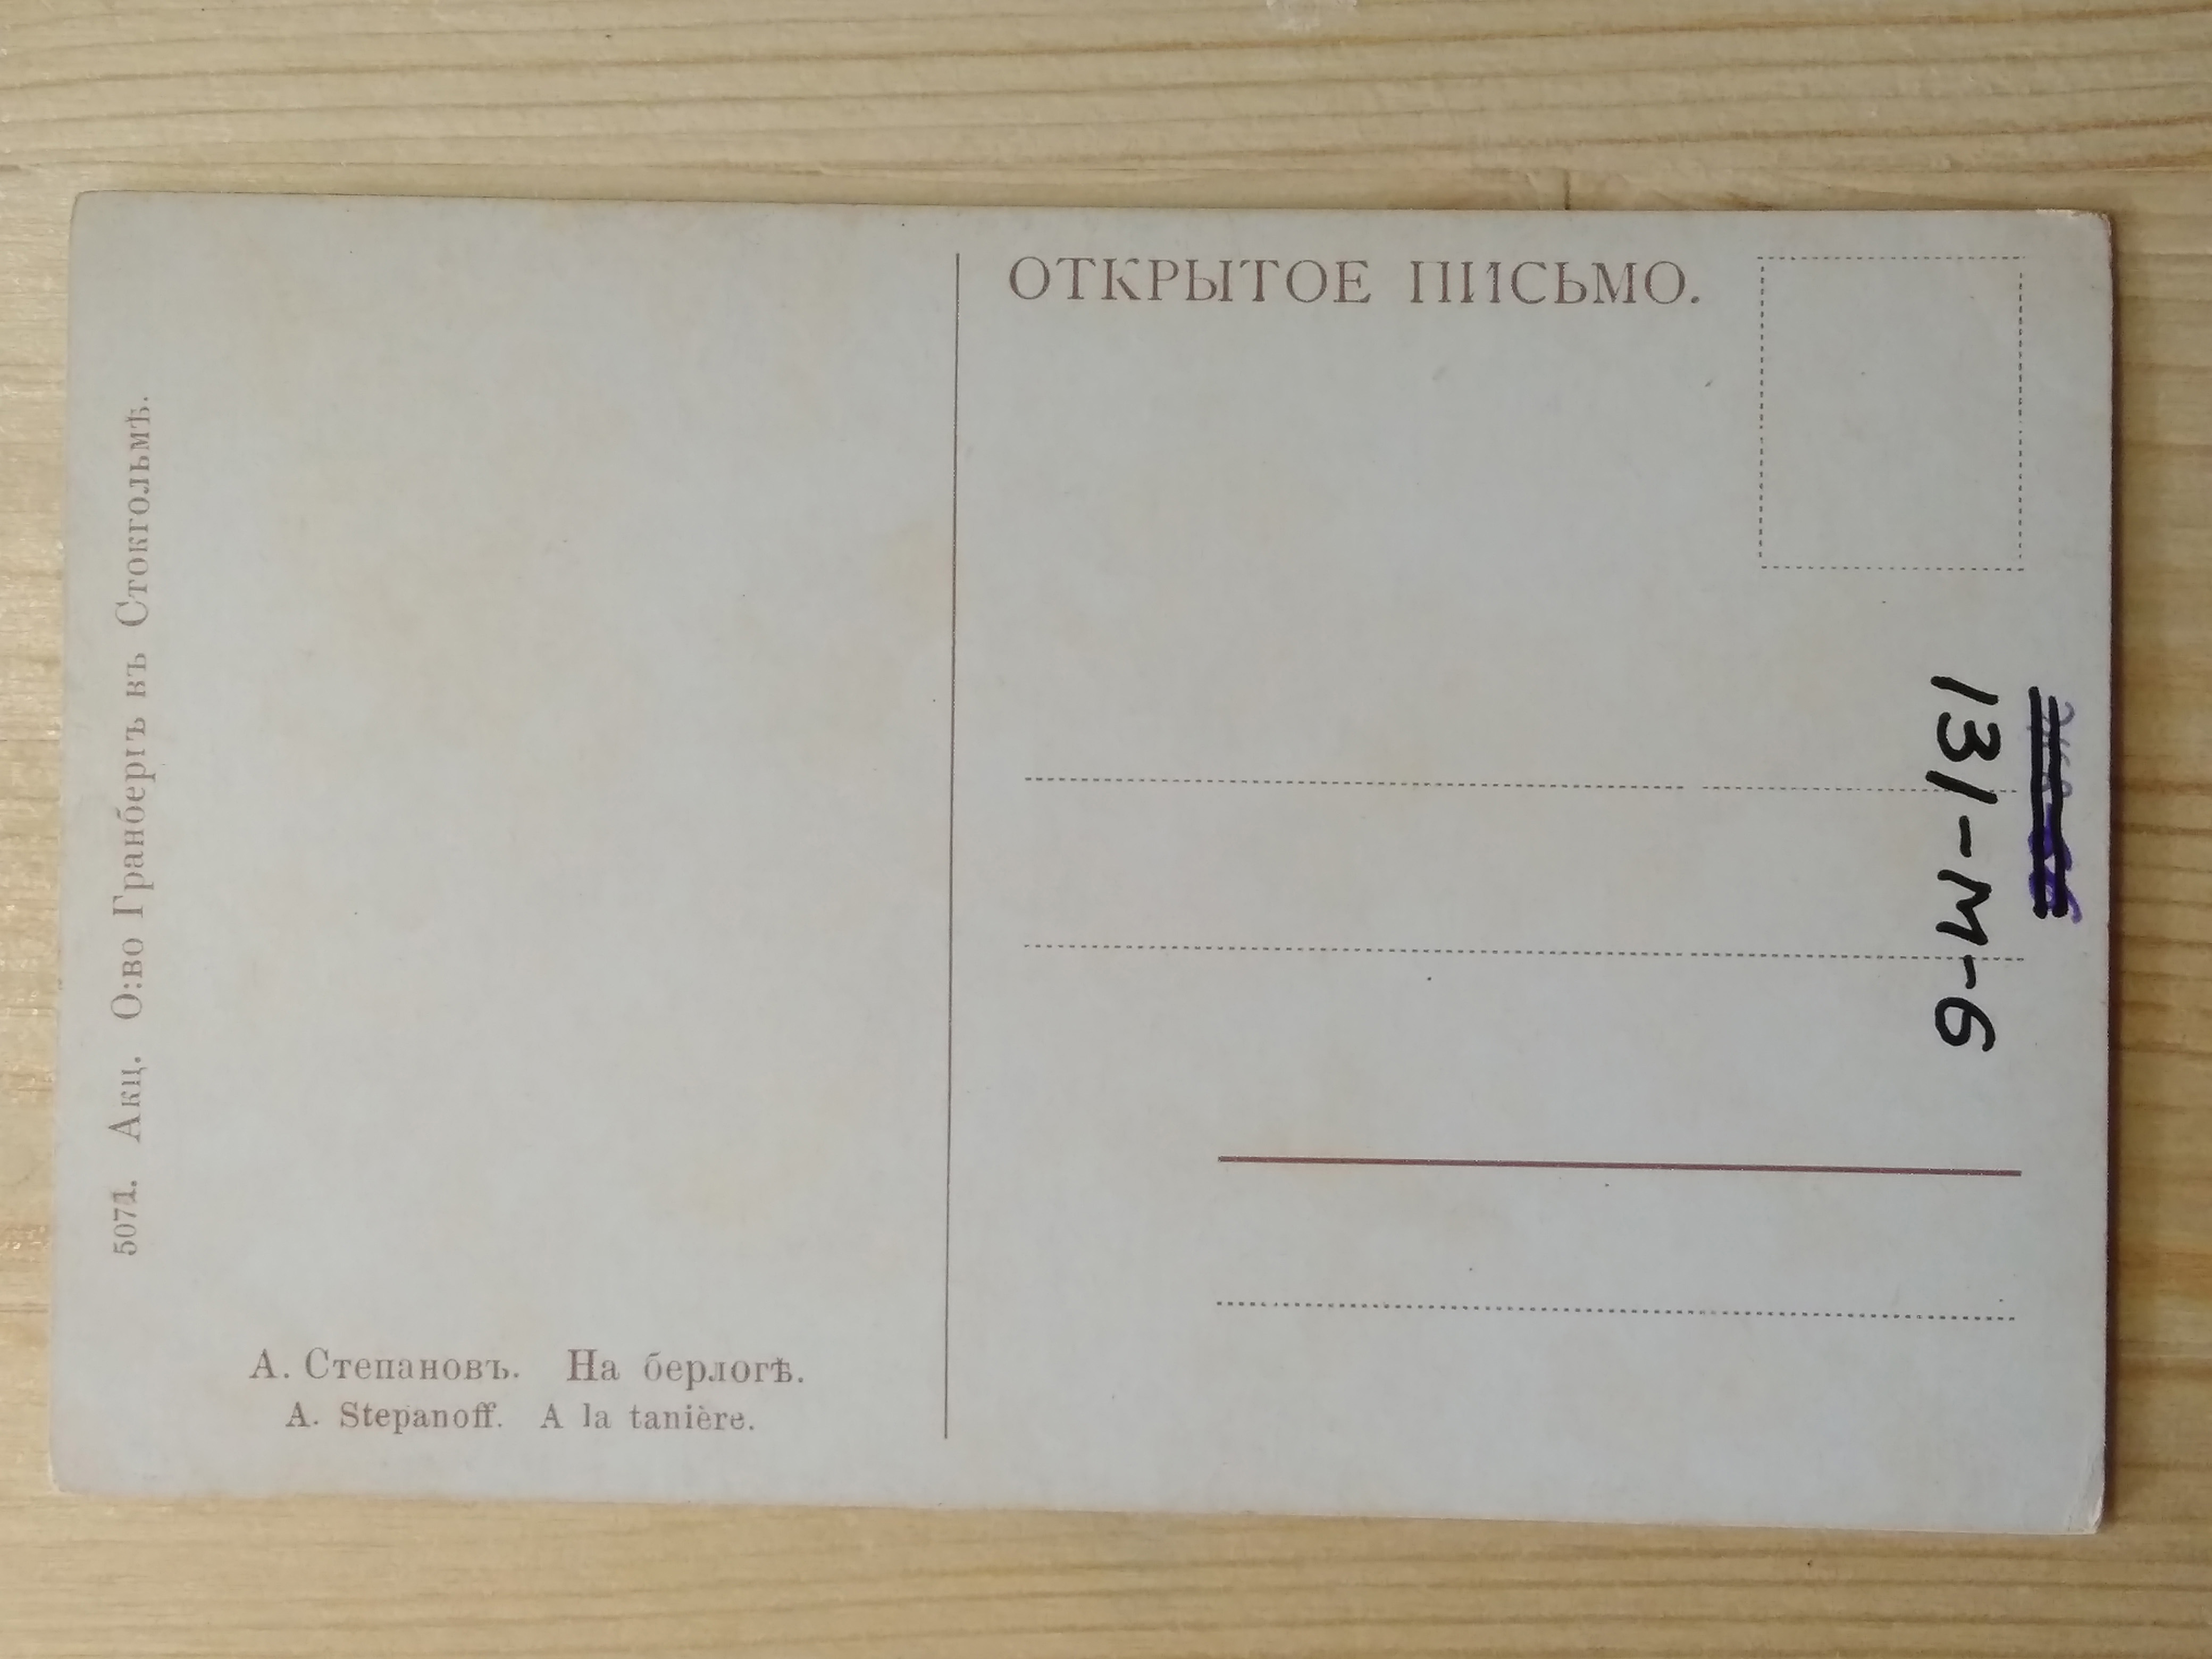 ОТКРЫТОЕ ПИСЬМО.
5071. Акц. О:во Гранбергъ въ Стокгольмѣ.
131-М-6
А. Степановъ. На берлогѣ.
A. Stepanoff. A la tanière.